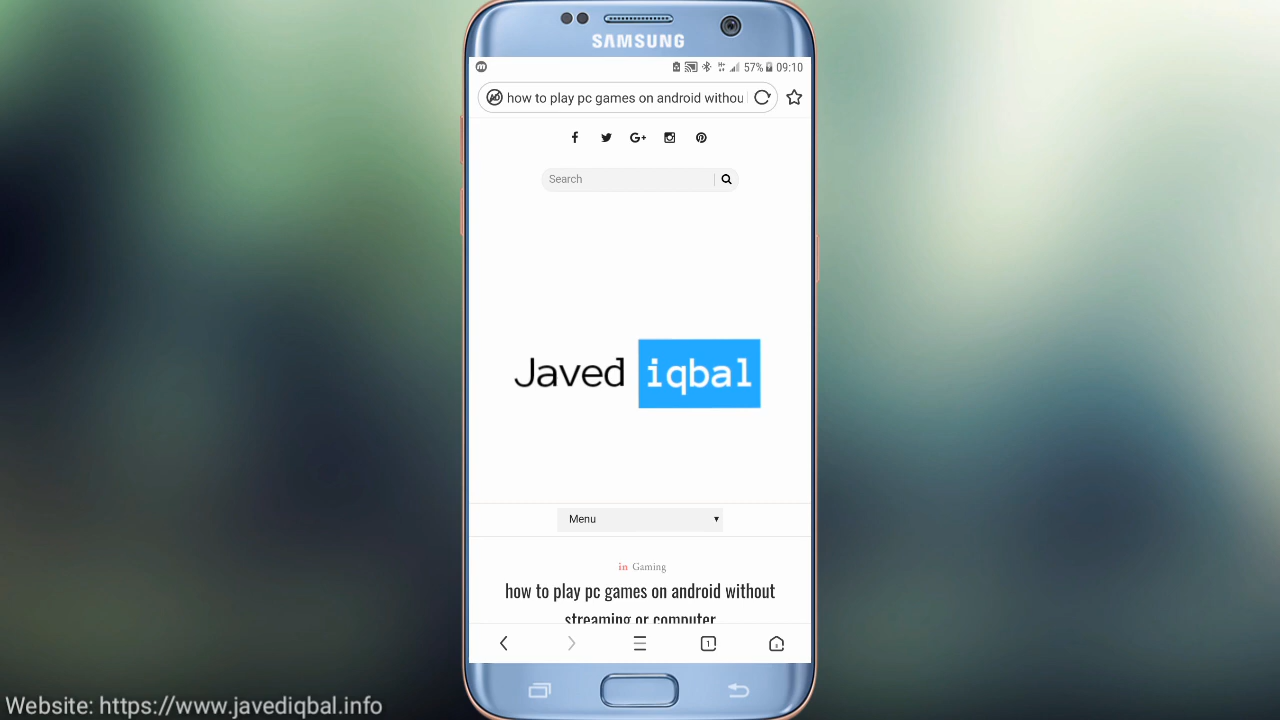 SAMSUNG
57% 09:10
how to play pc games on android withou
Search
Javed iqbal
Menu
in Gaming
how to play pc games on android without
streaming or computer
1
Website: https://www.javediqbal.info